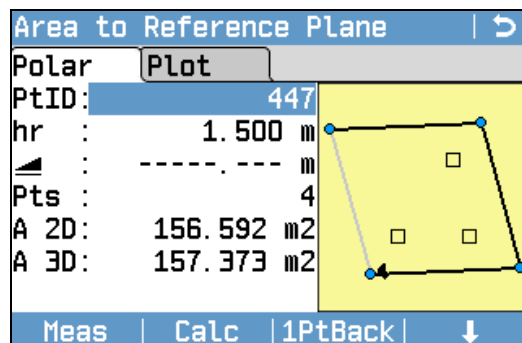 Area to Reference Plane
Polar Plot
PtID: 447
hr : 1.500 m
: -----.--- m
Pts : 4
A 2D: 156.592 m2
A 3D: 157.373 m2
Meas | Calc | 1PtBack | ↓